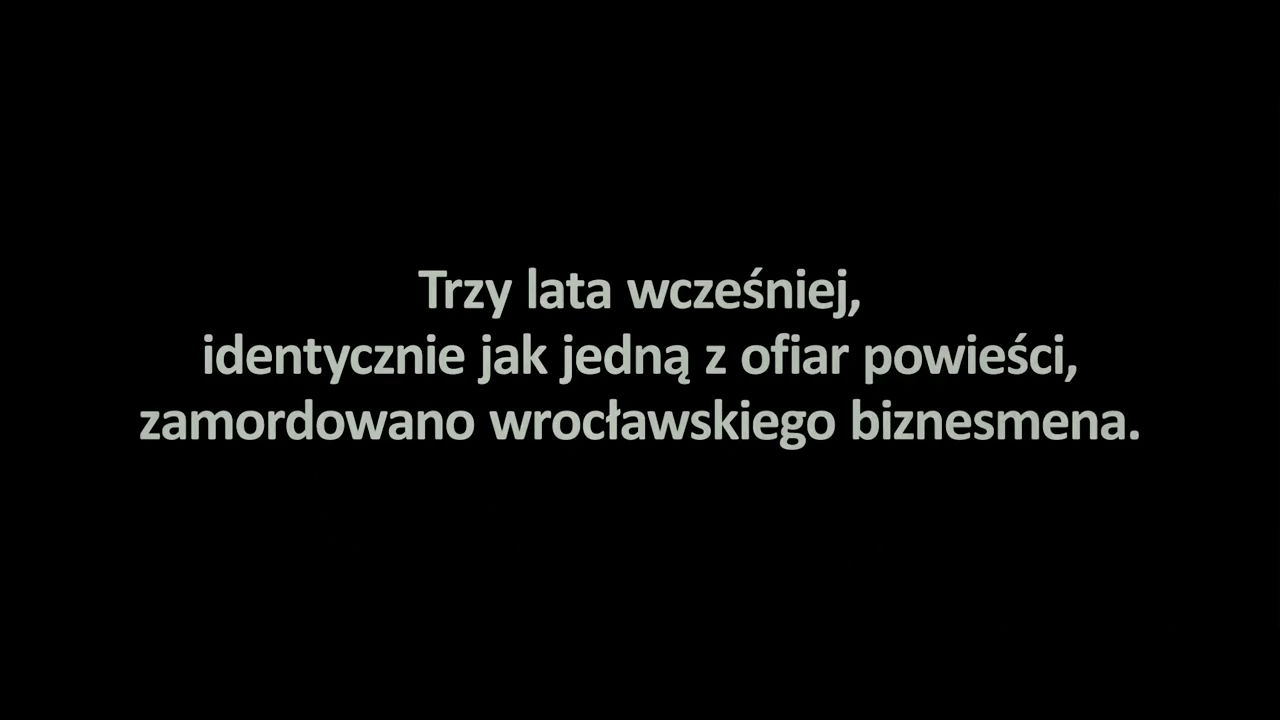 Trzy lata wcześniej,
identycznie jak jedną z ofiar powieści,
zamordowano wrocławskiego biznesmena.